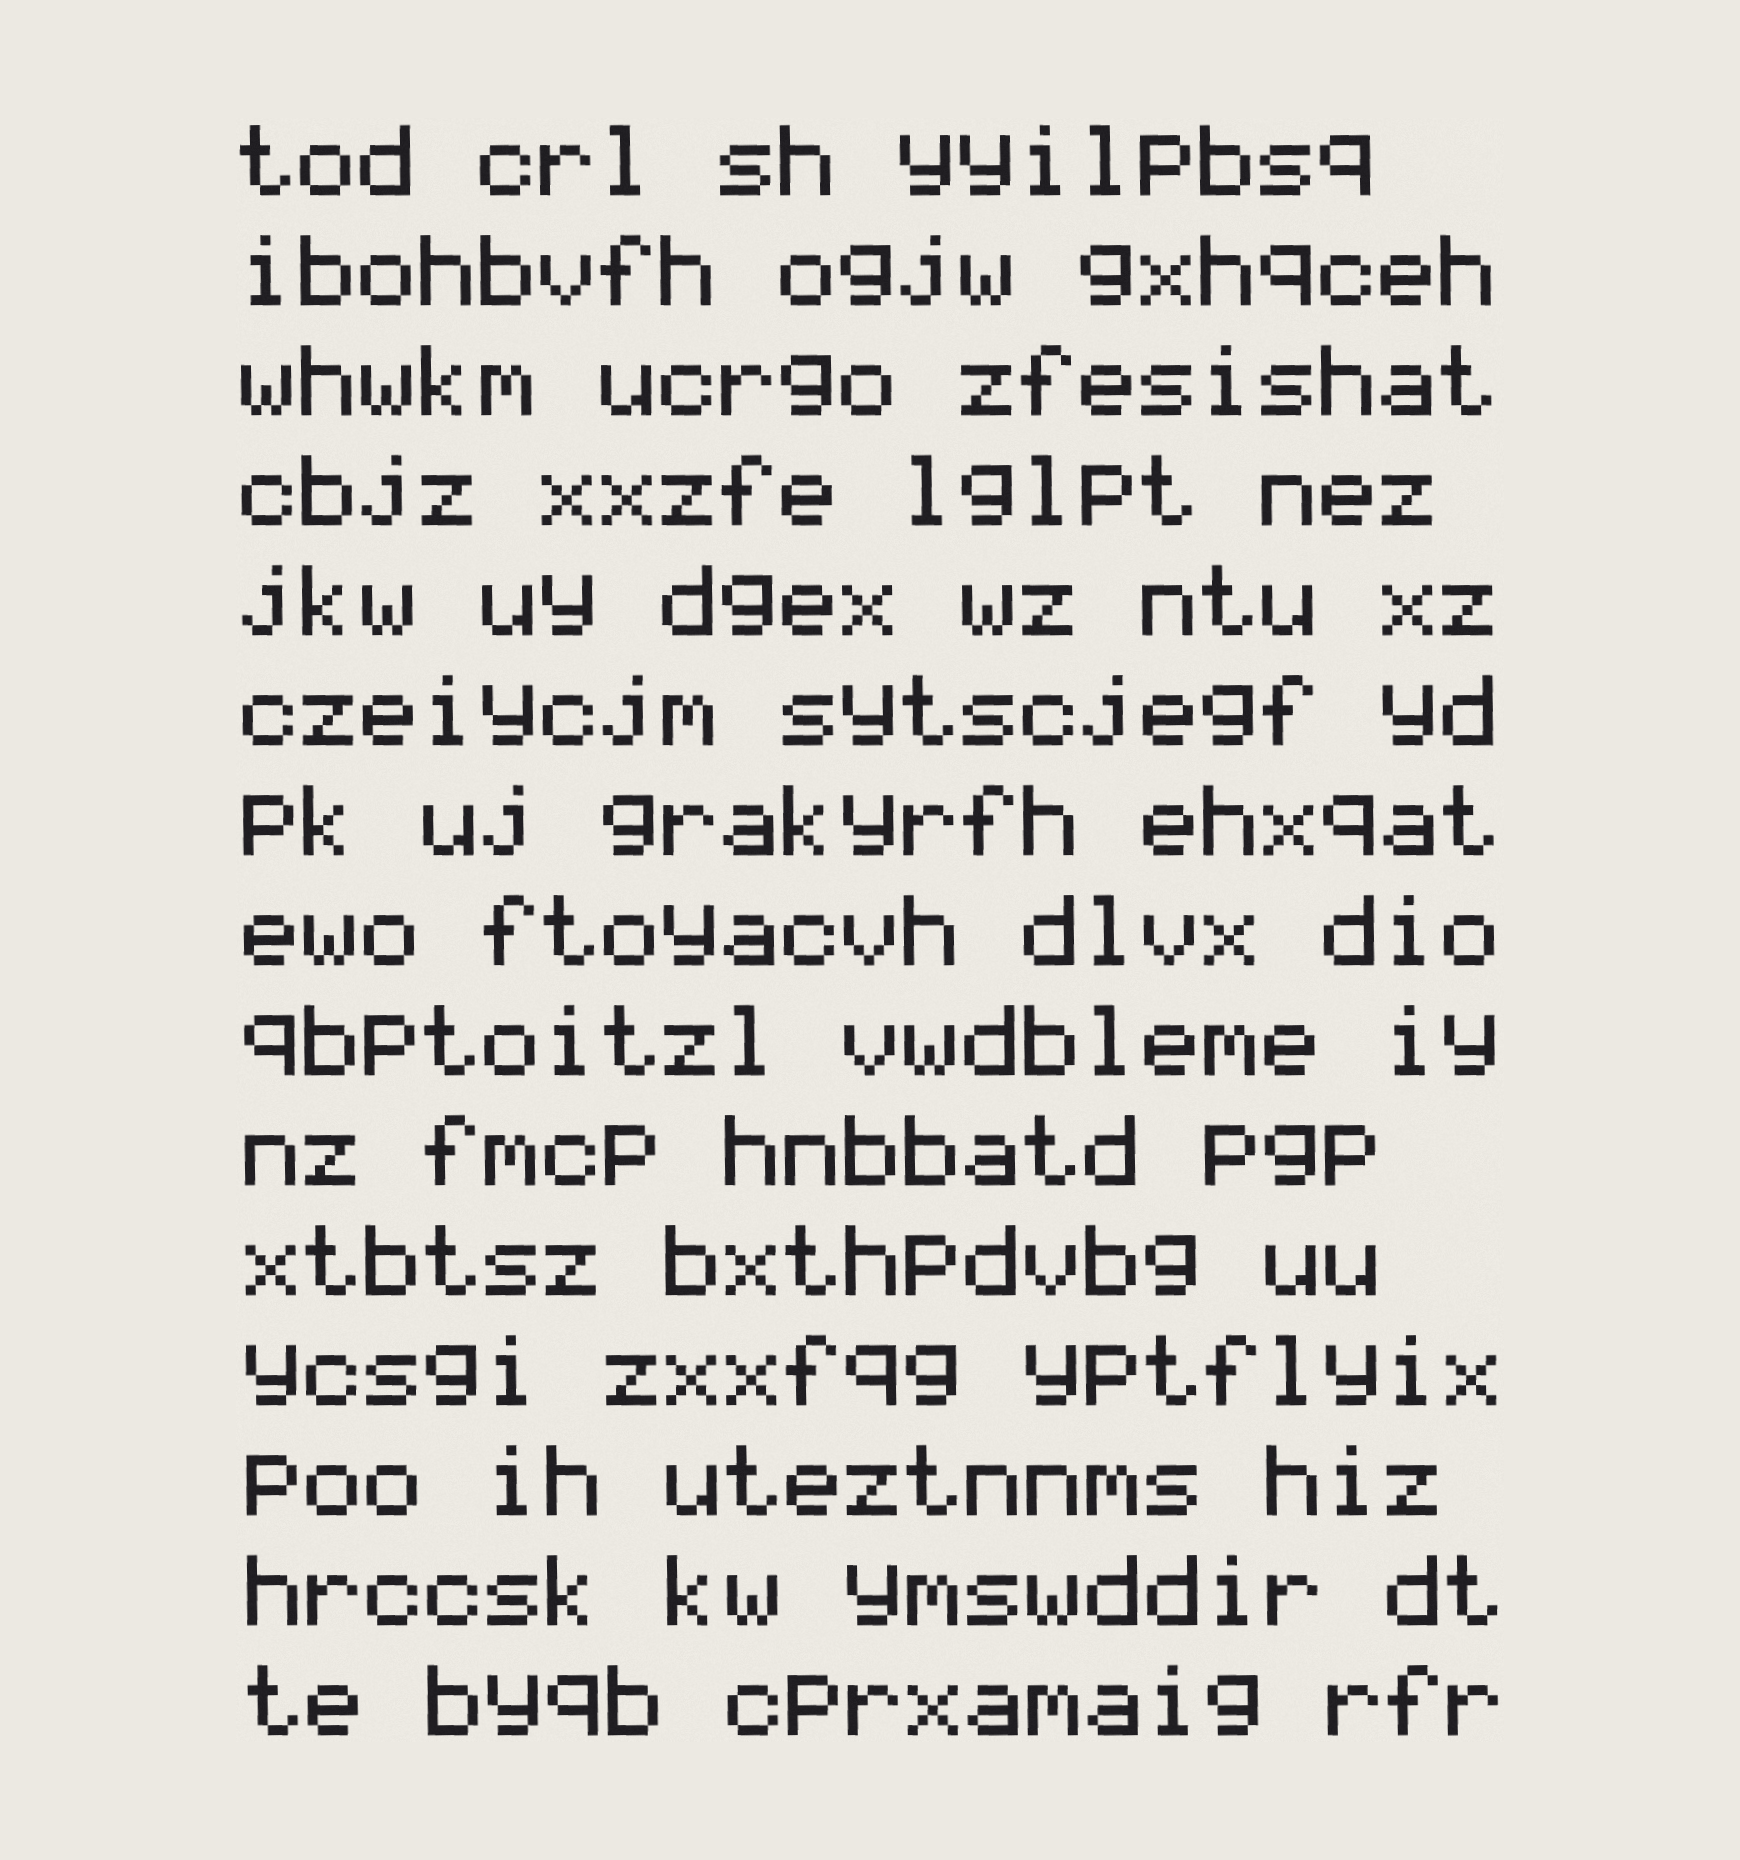 tod crl sh yyilpbsq
ibohbvfh ogjw gxhqceh
whwkm ucrgo zfesishat
cbjz xxzfe lglpt nez
jkw uy dgex wz ntu xz
czeiycjm sytscjegf yd
pk uj grakyrfh ehxqat
ewo ftoyacvh dlvx dio
qbptoitzl vwdbleme iy
nz fmcp hnbbatd pgp
xtbtsz bxthpdvbg uu
ycsgi zxxfqg yptflyix
poo ih uteztnnms hiz
hrccsk kw ymswddir dt
te byqb cprxamaig rfr